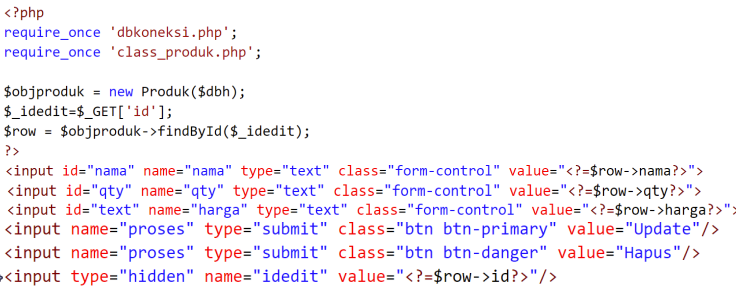 <?php
require_once 'dbkoneksi.php';
require_once 'class_produk.php';
$objproduk = new Produk($dbh);
$_idedit=$_GET['id'];
$row = $objproduk->findById($_idedit);
?>
<input id="nama" name="nama" type="text" class="form-control" value="<?=$row->nama?>">
<input id="qty" name="qty" type="text" class="form-control" value="<?=$row->qty?>">
<input id="text" name="harga" type="text" class="form-control" value="<?=$row->harga?>">
<input name="proses" type="submit" class="btn btn-primary" value="Update"/>
<input name="proses" type="submit" class="btn btn-danger" value="Hapus"/>
<input type="hidden" name="idedit" value="<?=$row->id?>"/>